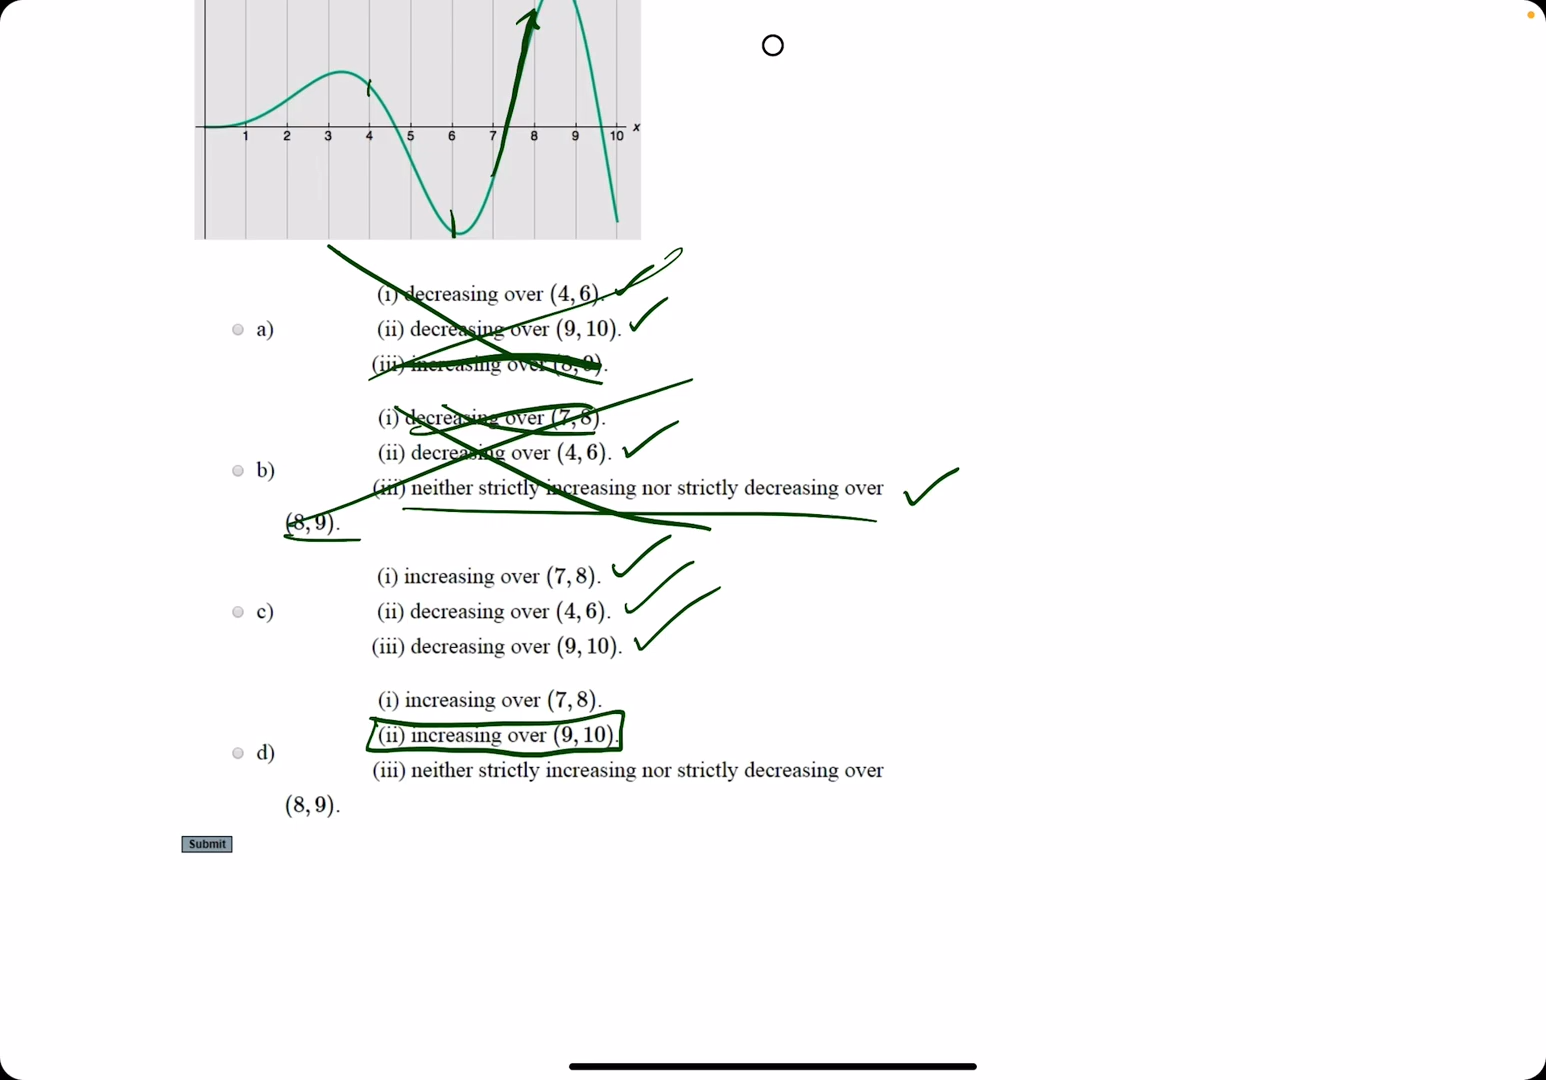 1 2 3 4 5 6 7 8 9 10 x
(i) decreasing over (4, 6).
a) (ii) decreasing over (9, 10).
(iii) increasing over (8, 9).
(i) decreasing over (7, 8).
(ii) decreasing over (4, 6).
b)
(iii) neither strictly increasing nor strictly decreasing over
(8, 9).
(i) increasing over (7, 8).
c) (ii) decreasing over (4, 6).
(iii) decreasing over (9, 10).
(i) increasing over (7, 8).
(ii) increasing over (9, 10).
d)
(iii) neither strictly increasing nor strictly decreasing over
(8, 9).
Submit